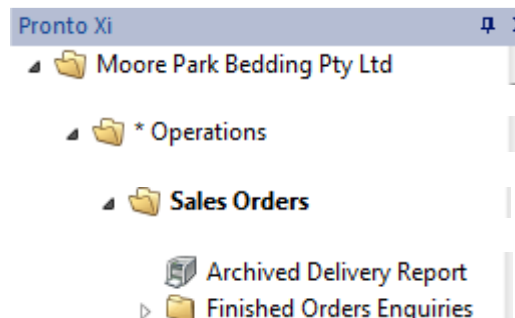 Pronto Xi
Moore Park Bedding Pty Ltd
* Operations
Sales Orders
Archived Delivery Report
Finished Orders Enquiries